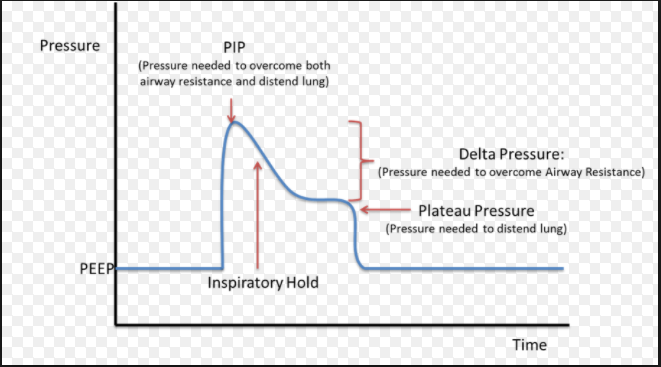 Pressure
PIP
(Pressure needed to overcome both
airway resistance and distend lung)
Delta Pressure:
(Pressure needed to overcome Airway Resistance)
Plateau Pressure
(Pressure needed to distend lung)
PEEP
Inspiratory Hold
Time